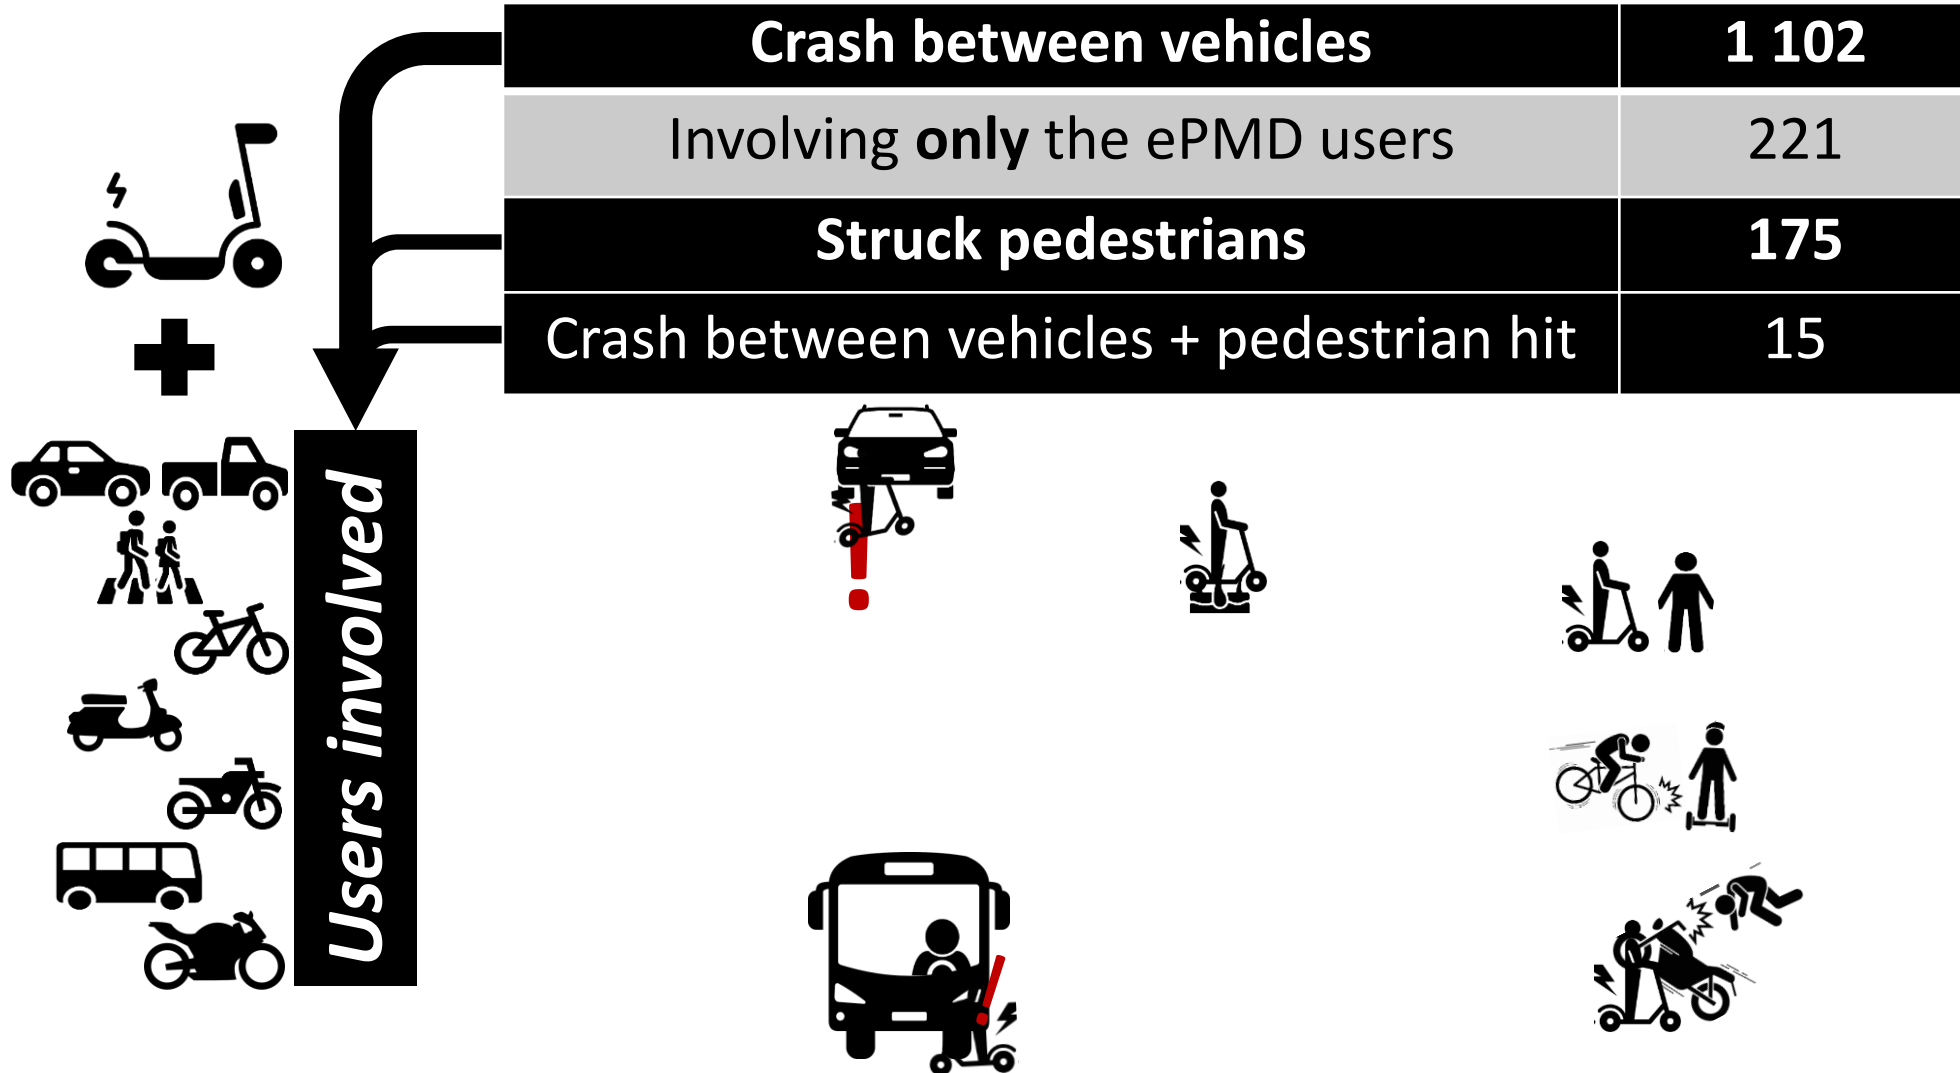 Crash between vehicles 1 102
Involving only the ePMD users 221
Struck pedestrians 175
Crash between vehicles + pedestrian hit 15
Users involved